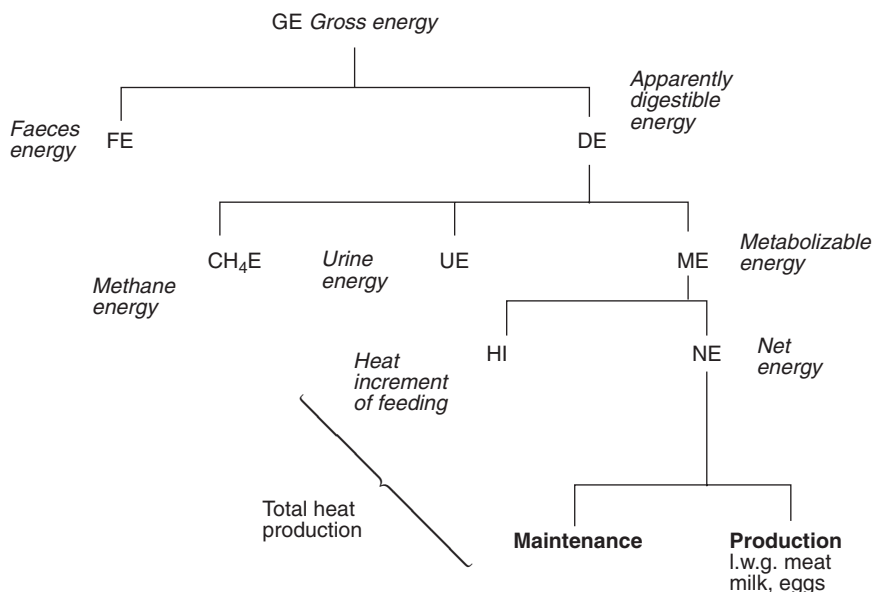 GE Gross energy
Apparently
digestible
energy
Faeces
energy
FE
DE
Methane
energy
CH₄E
Urine
energy
UE
ME
Metabolizable
energy
Heat
increment
of feeding
HI
NE
Net
energy
Total heat
production
Maintenance
Production
l.w.g. meat
milk, eggs